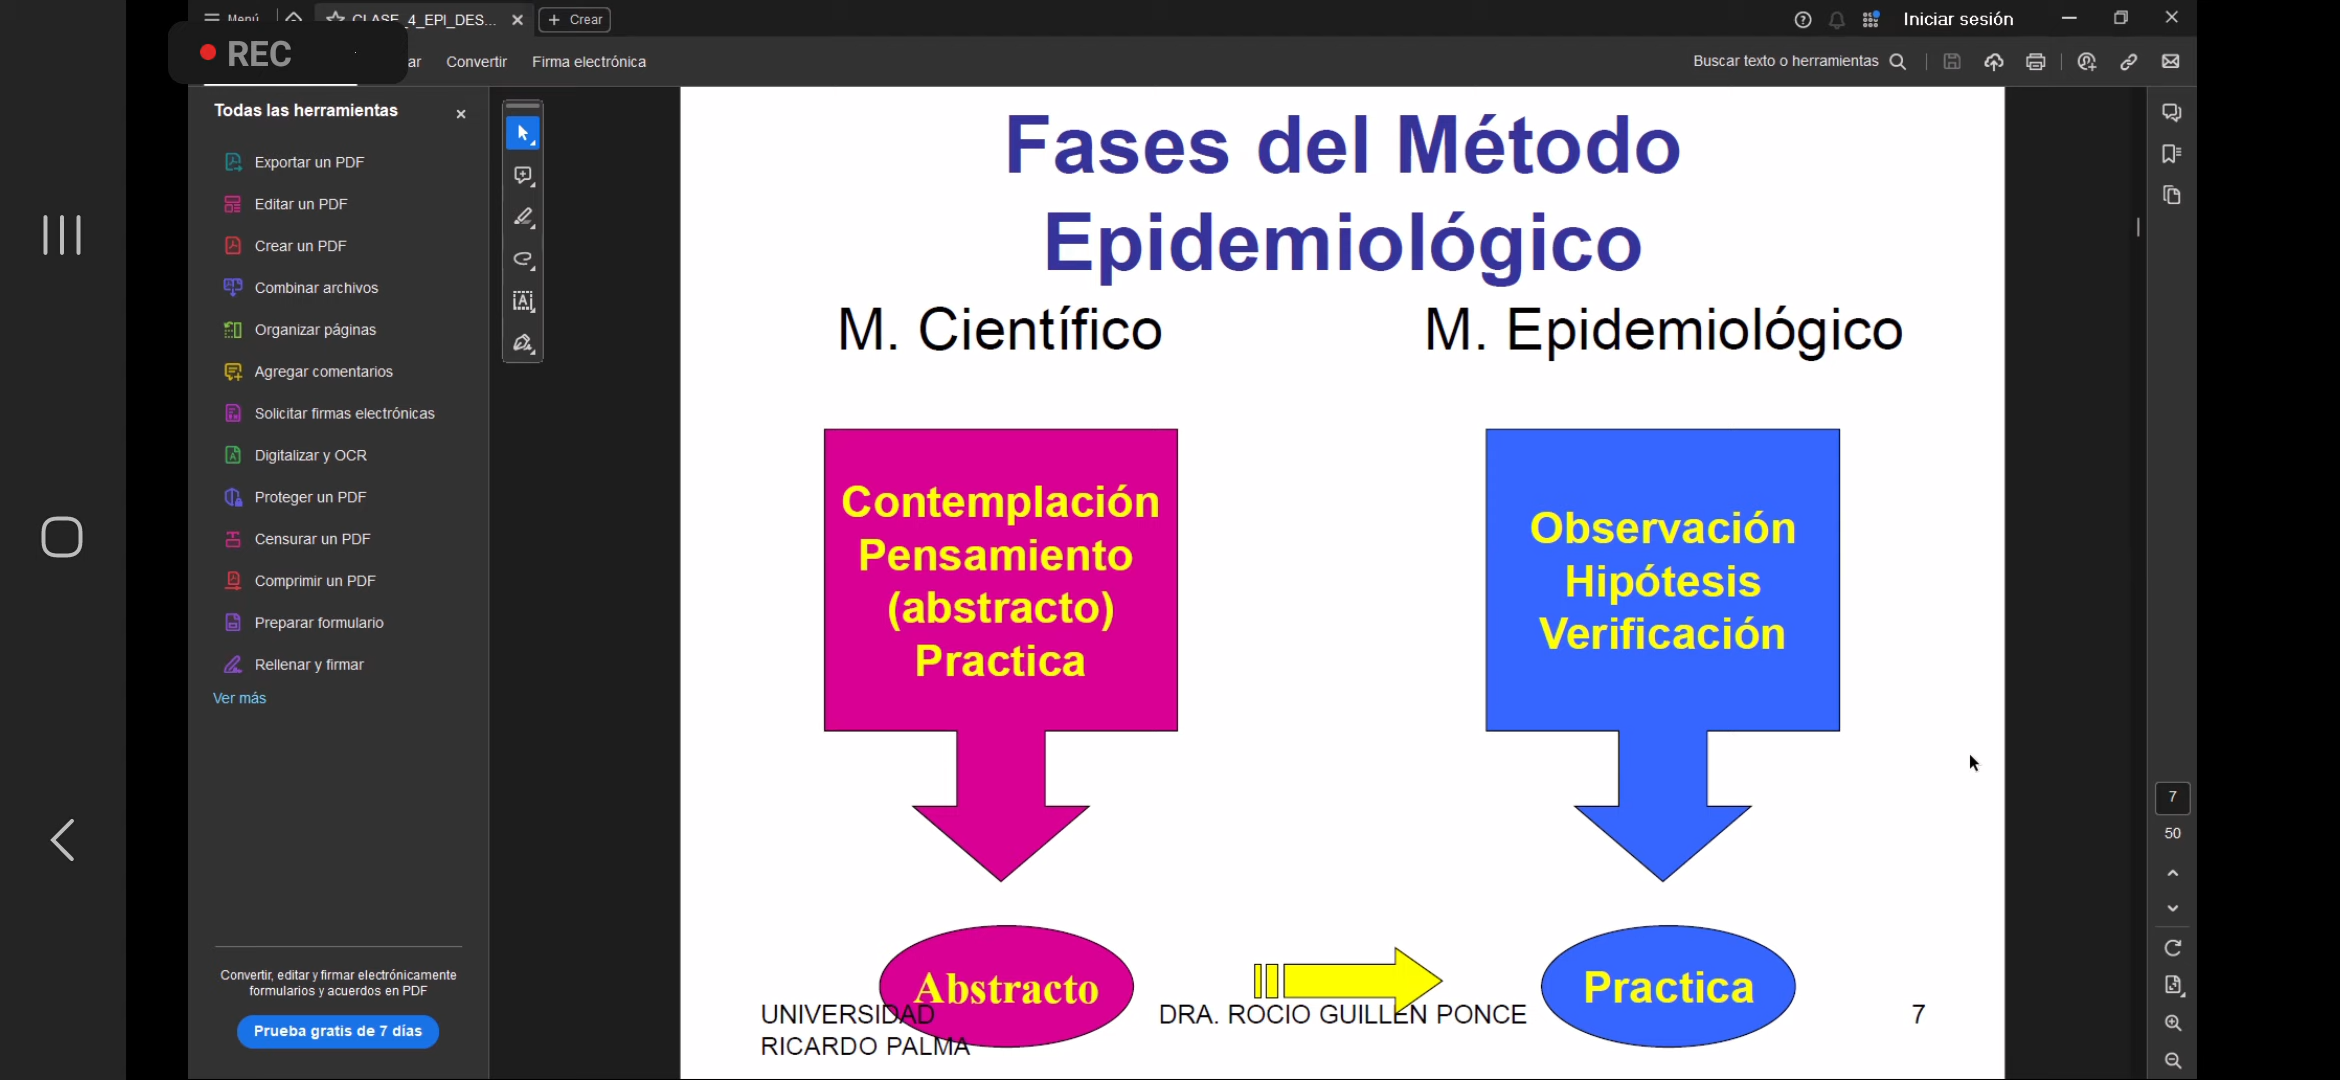 Menú
CLASE_4_EPI_DES...
Crear
Iniciar sesión
REC
ar
Convertir
Firma electrónica
Buscar texto o herramientas
Todas las herramientas
Exportar un PDF
Editar un PDF
Crear un PDF
Combinar archivos
Organizar páginas
Agregar comentarios
Solicitar firmas electrónicas
Digitalizar y OCR
Proteger un PDF
Censurar un PDF
Comprimir un PDF
Preparar formulario
Rellenar y firmar
Ver más
Convertir, editar y firmar electrónicamente
formularios y acuerdos en PDF
Prueba gratis de 7 días
Fases del Método
Epidemiológico
M. Científico
M. Epidemiológico
Contemplación
Pensamiento
(abstracto)
Practica
Observación
Hipótesis
Verificación
Abstracto
Practica
UNIVERSIDAD
RICARDO PALMA
DRA. ROCIO GUILLEN PONCE
7
7
50